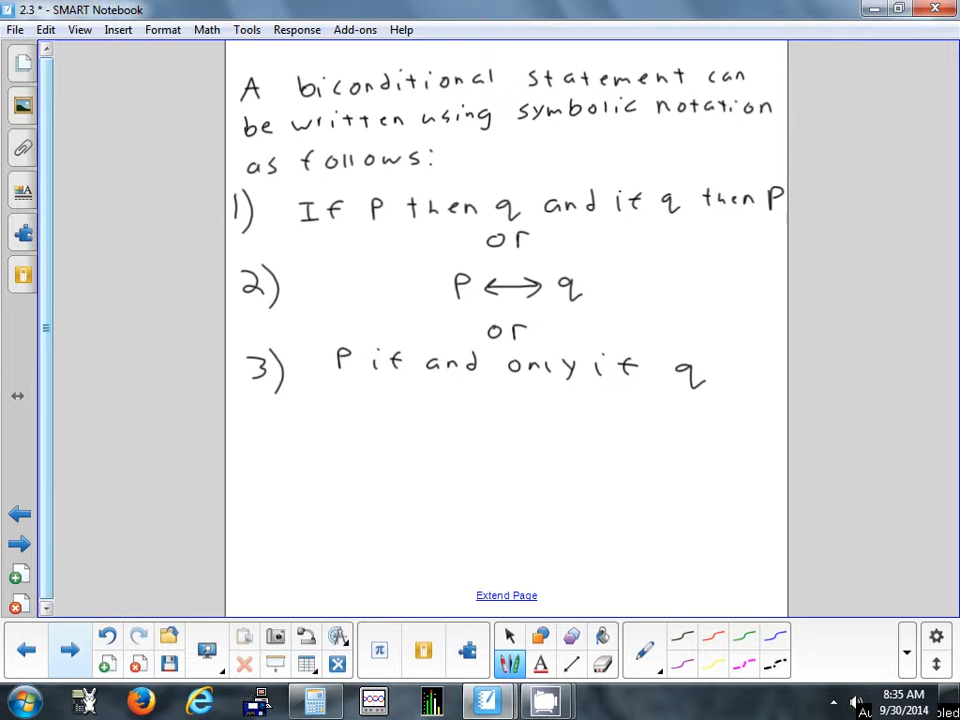 2.3 * - SMART Notebook
File Edit View Insert Format Math Tools Response Add-ons Help
A biconditional statement can
be written using symbolic notation
as follows:
1) If P then q and if q then P
or
2) P ↔ q
or
3) P if and only if q
Extend Page
8:35 AM
9/30/2014